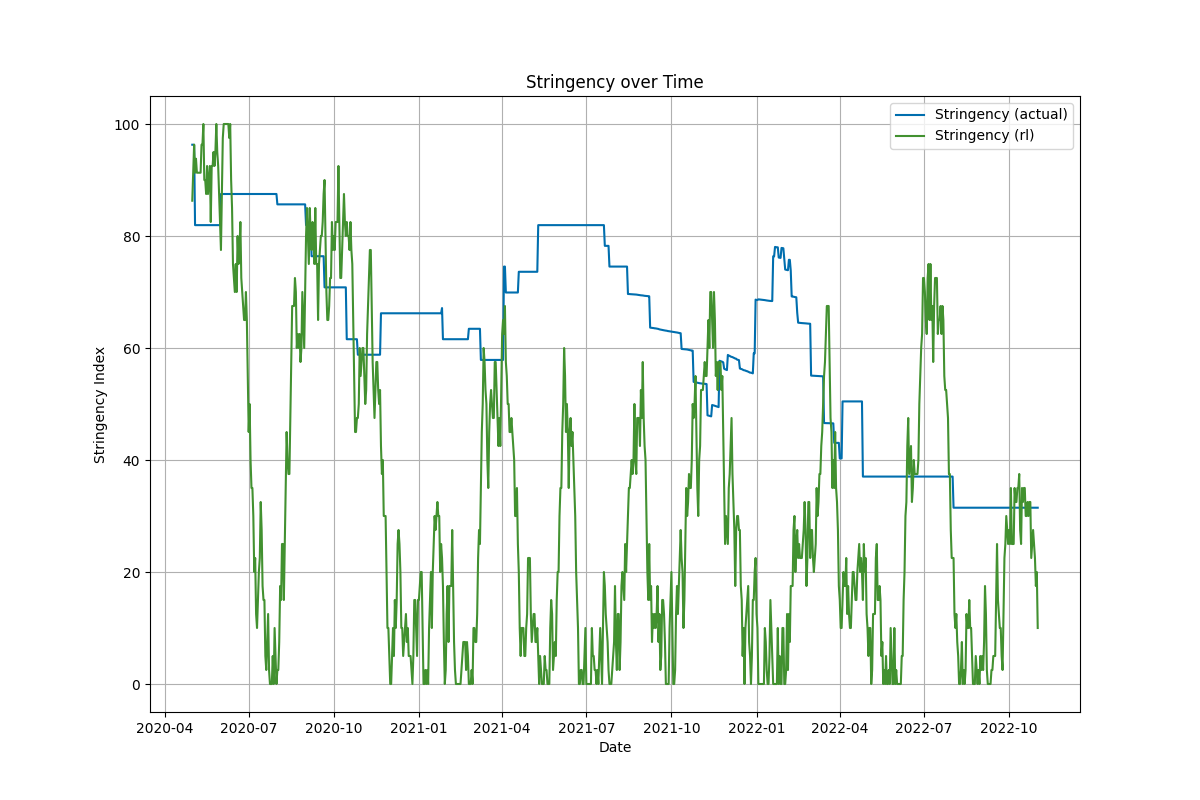 Stringency over Time
Stringency (actual)
Stringency (rl)
Stringency Index
100
80
60
40
20
0
2020-04 2020-07 2020-10 2021-01 2021-04 2021-07 2021-10 2022-01 2022-04 2022-07 2022-10
Date